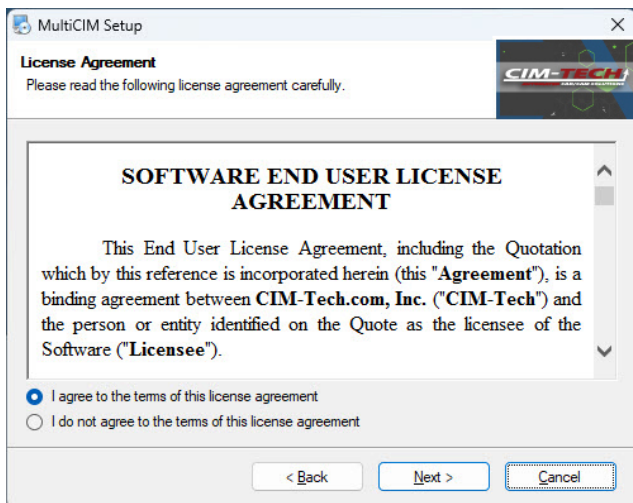 MultiCIM Setup
License Agreement
Please read the following license agreement carefully.
CIM-TECH
CAD/CAM SOLUTIONS
SOFTWARE END USER LICENSE
AGREEMENT
This End User License Agreement, including the Quotation
which by this reference is incorporated herein (this "Agreement"), is a
binding agreement between CIM-Tech.com, Inc. ("CIM-Tech") and
the person or entity identified on the Quote as the licensee of the
Software ("Licensee").
I agree to the terms of this license agreement
I do not agree to the terms of this license agreement
< Back
Next >
Cancel